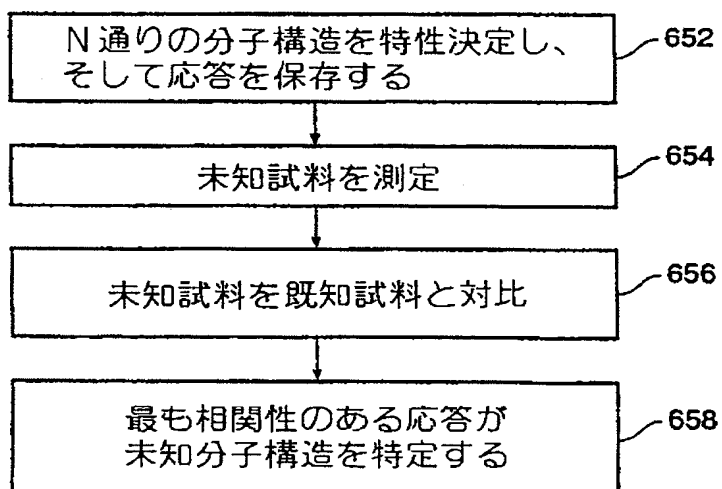 N通りの分子構造を特性決定し、
そして応答を保存する
652
未知試料を測定
654
未知試料を既知試料と対比
656
最も相関性のある応答が
未知分子構造を特定する
658